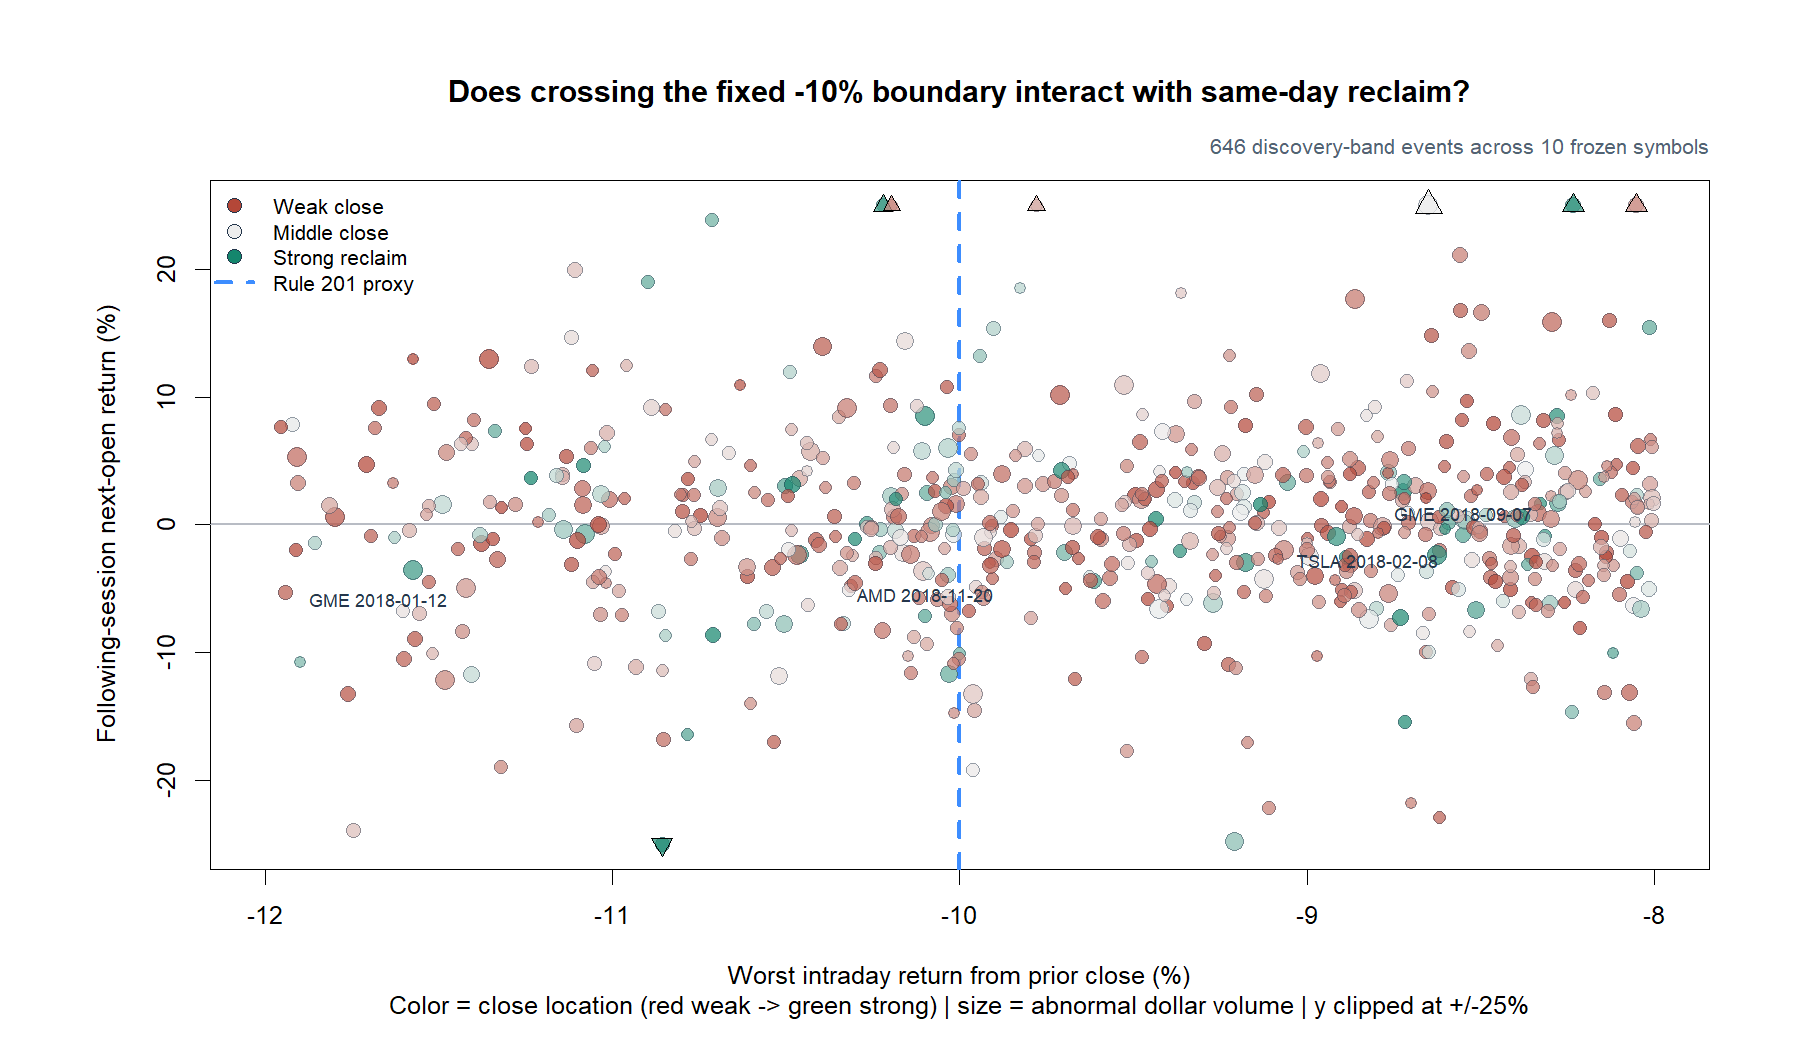 Does crossing the fixed -10% boundary interact with same-day reclaim?
646 discovery-band events across 10 frozen symbols
Weak close
Middle close
Strong reclaim
Rule 201 proxy
Following-session next-open return (%)
20
10
0
-10
-20
GME 2018-09-07
TSLA 2018-02-08
AMD 2018-11-20
GME 2018-01-12
-12
-11
-10
-9
-8
Worst intraday return from prior close (%)
Color = close location (red weak -> green strong) | size = abnormal dollar volume | y clipped at +/-25%